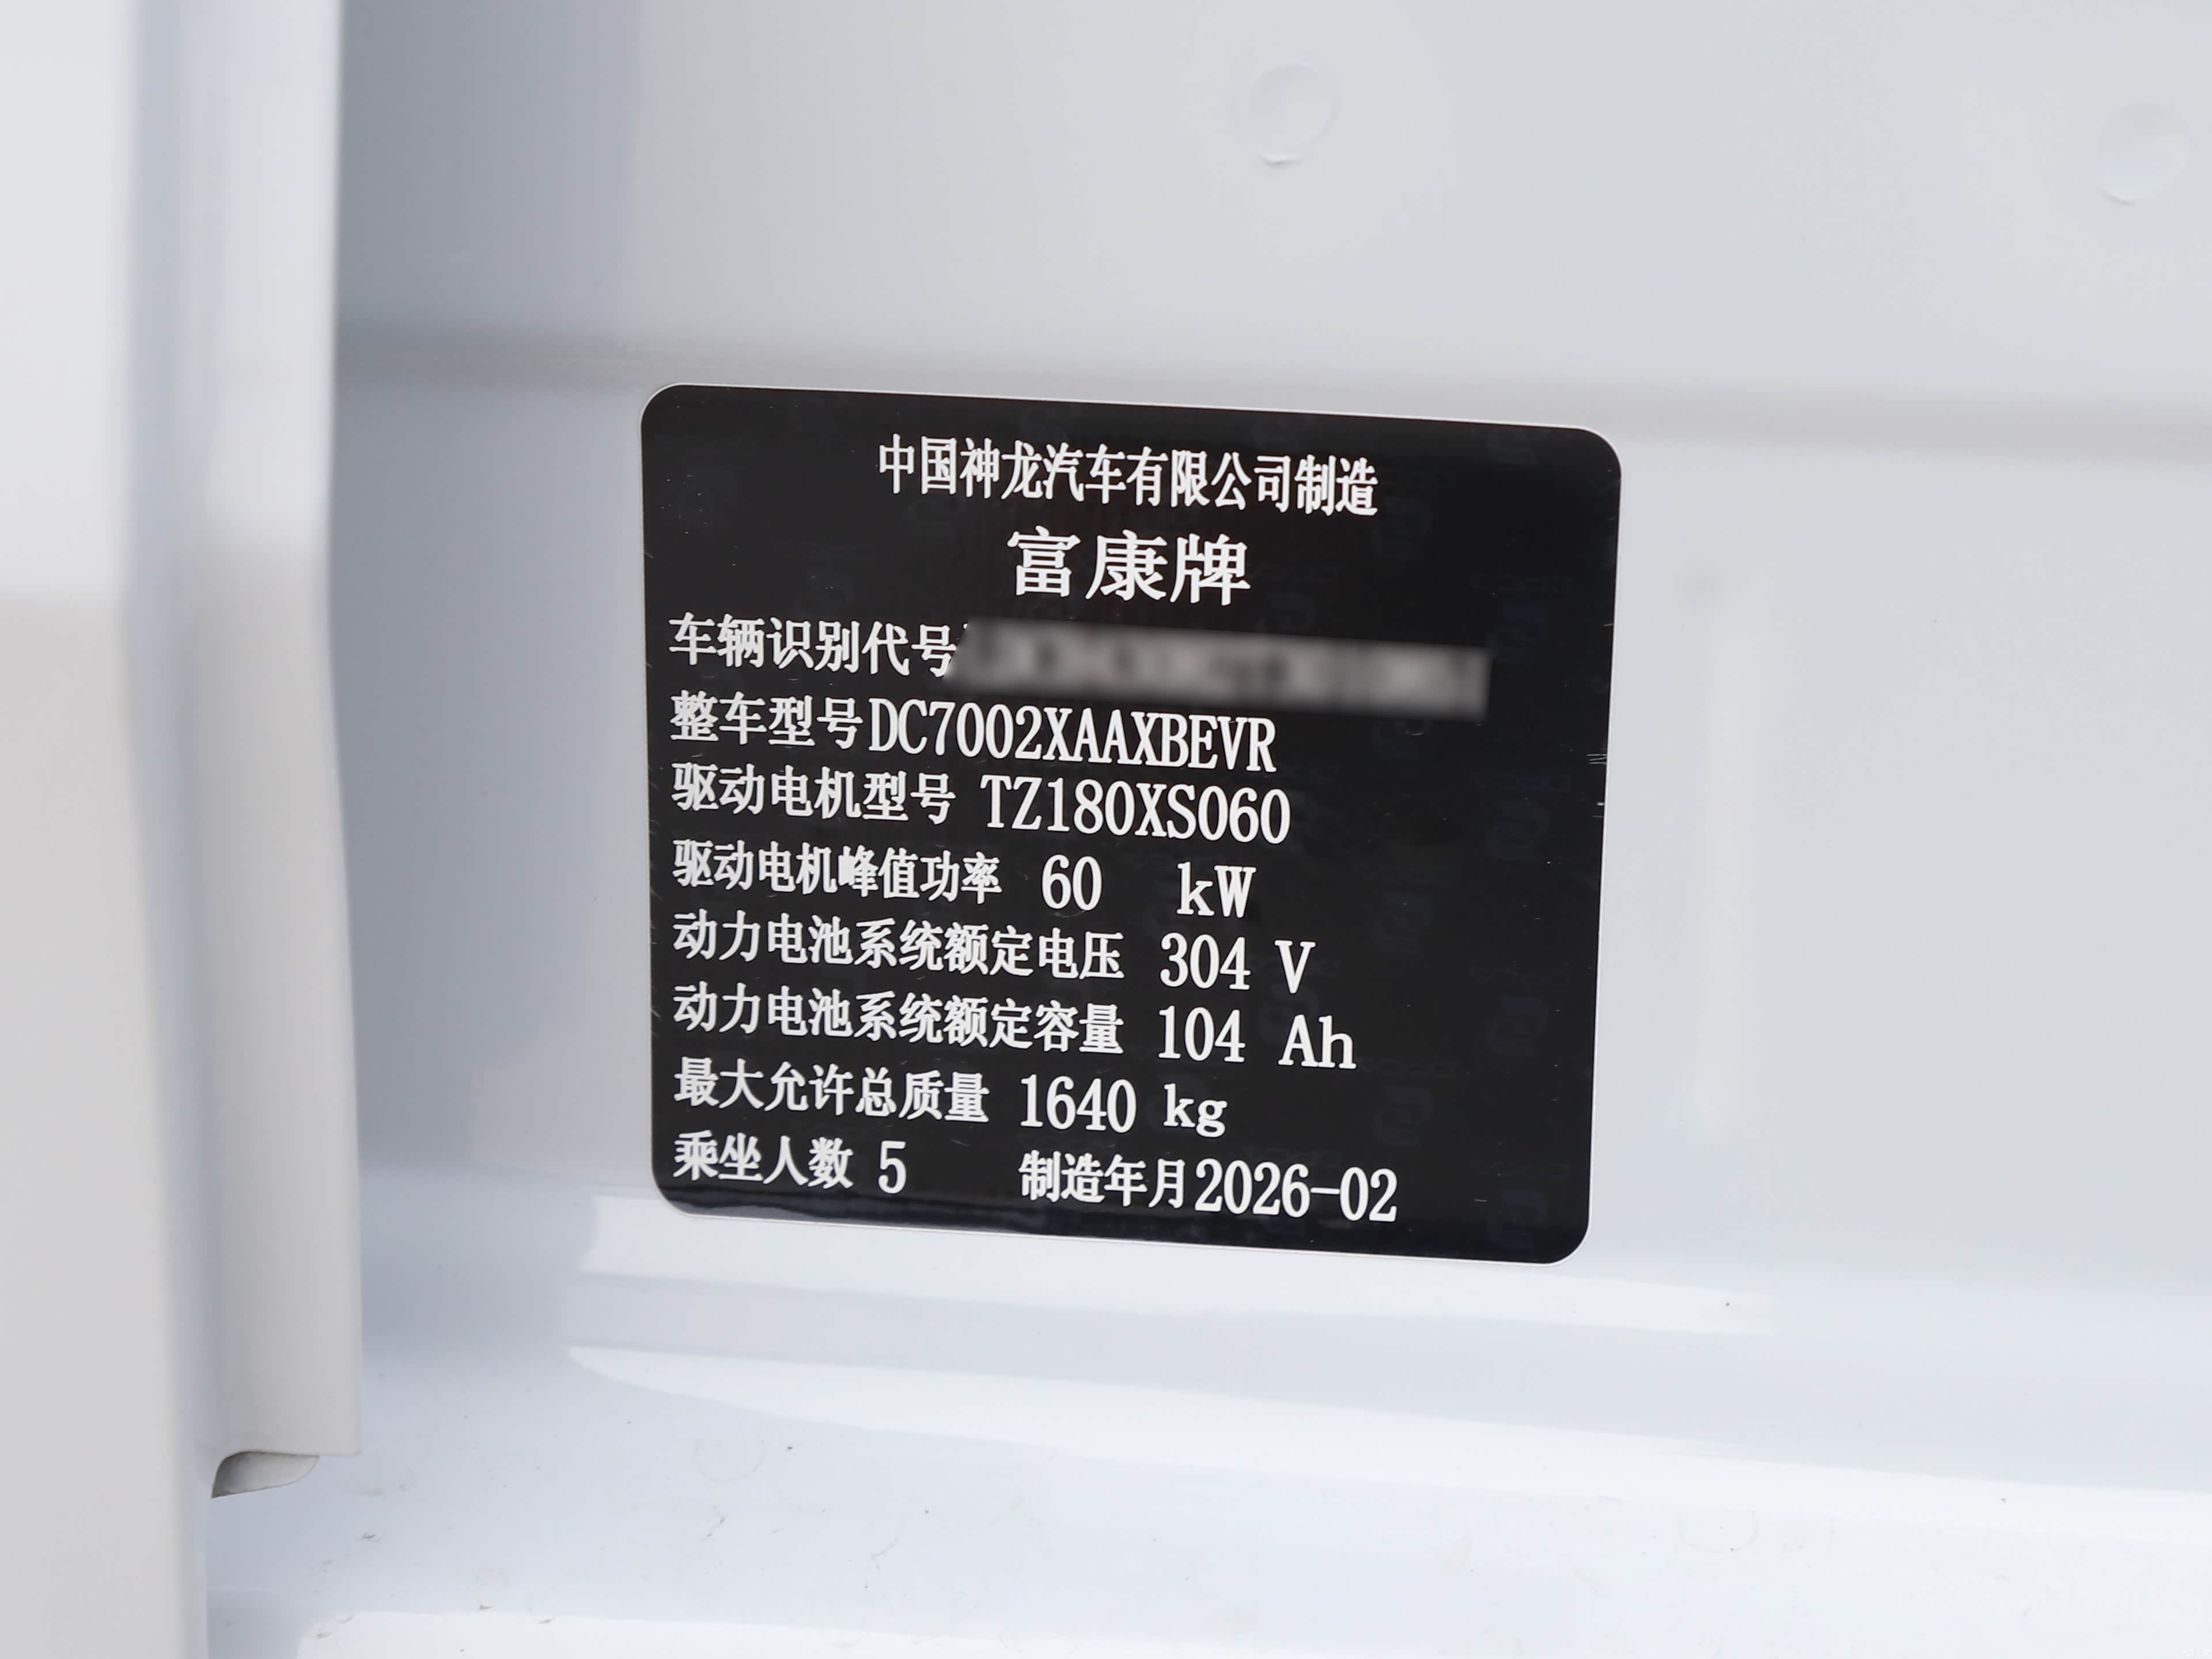 中国神龙汽车有限公司制造
富康牌
车辆识别代号
整车型号DC7002XAAXBEVR
驱动电机型号 TZ180XS060
驱动电机峰值功率 60 kW
动力电池系统额定电压 304 V
动力电池系统额定容量 104 Ah
最大允许总质量 1640 kg
乘坐人数 5 制造年月2026-02